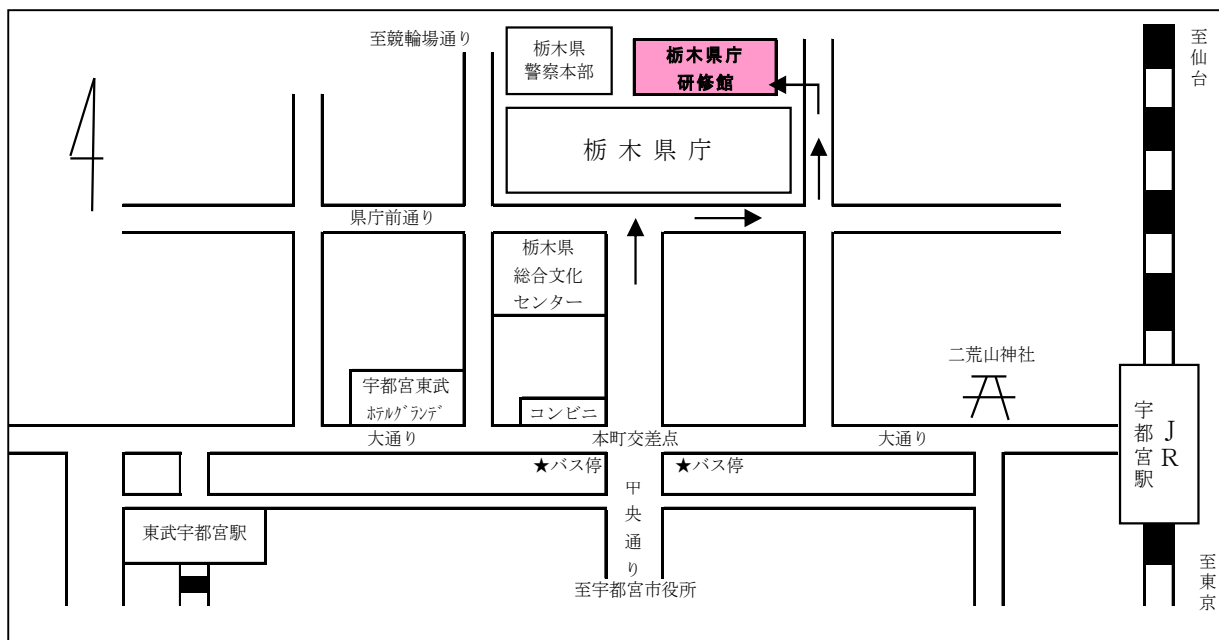 至競輪場通り
栃木県
警察本部
栃木県庁
研修館
至仙台
栃木県庁
県庁前通り
栃木県
総合文化
センター
二荒山神社
宇都宮東武
ﾎﾃﾙｸﾞﾗﾝﾃﾞ
コンビニ
大通り
本町交差点
大通り
JR
宇都宮駅
★バス停
★バス停
中央通り
東武宇都宮駅
至宇都宮市役所
至東京